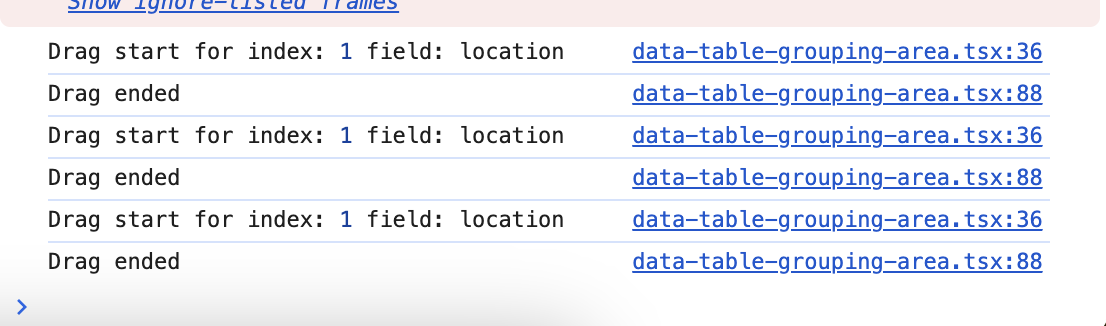 Show ignore-listed frames
Drag start for index: 1 field: location data-table-grouping-area.tsx:36
Drag ended data-table-grouping-area.tsx:88
Drag start for index: 1 field: location data-table-grouping-area.tsx:36
Drag ended data-table-grouping-area.tsx:88
Drag start for index: 1 field: location data-table-grouping-area.tsx:36
Drag ended data-table-grouping-area.tsx:88